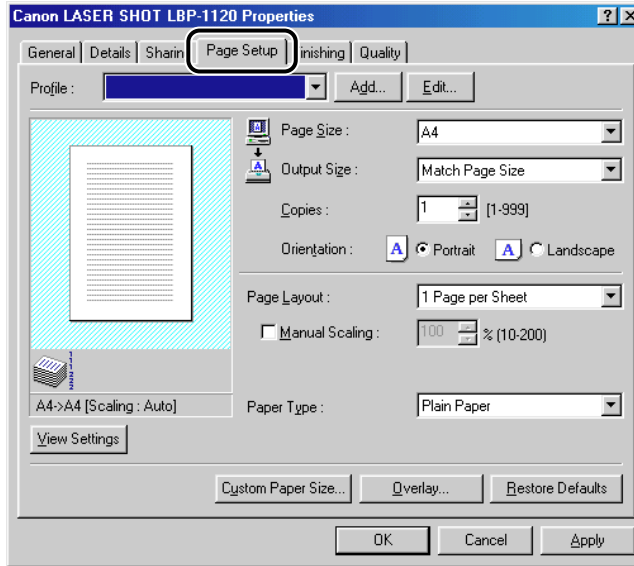 Canon LASER SHOT LBP-1120 Properties
General Details Sharin Page Setup inishing Quality
Profile : Add... Edit...
Page Size : A4
Output Size : Match Page Size
Copies : 1 [1-999]
Orientation : A Portrait A Landscape
Page Layout : 1 Page per Sheet
Manual Scaling : 100 % (10-200)
A4->A4 [Scaling : Auto]
Paper Type : Plain Paper
View Settings
Custom Paper Size... Overlay... Restore Defaults
OK Cancel Apply